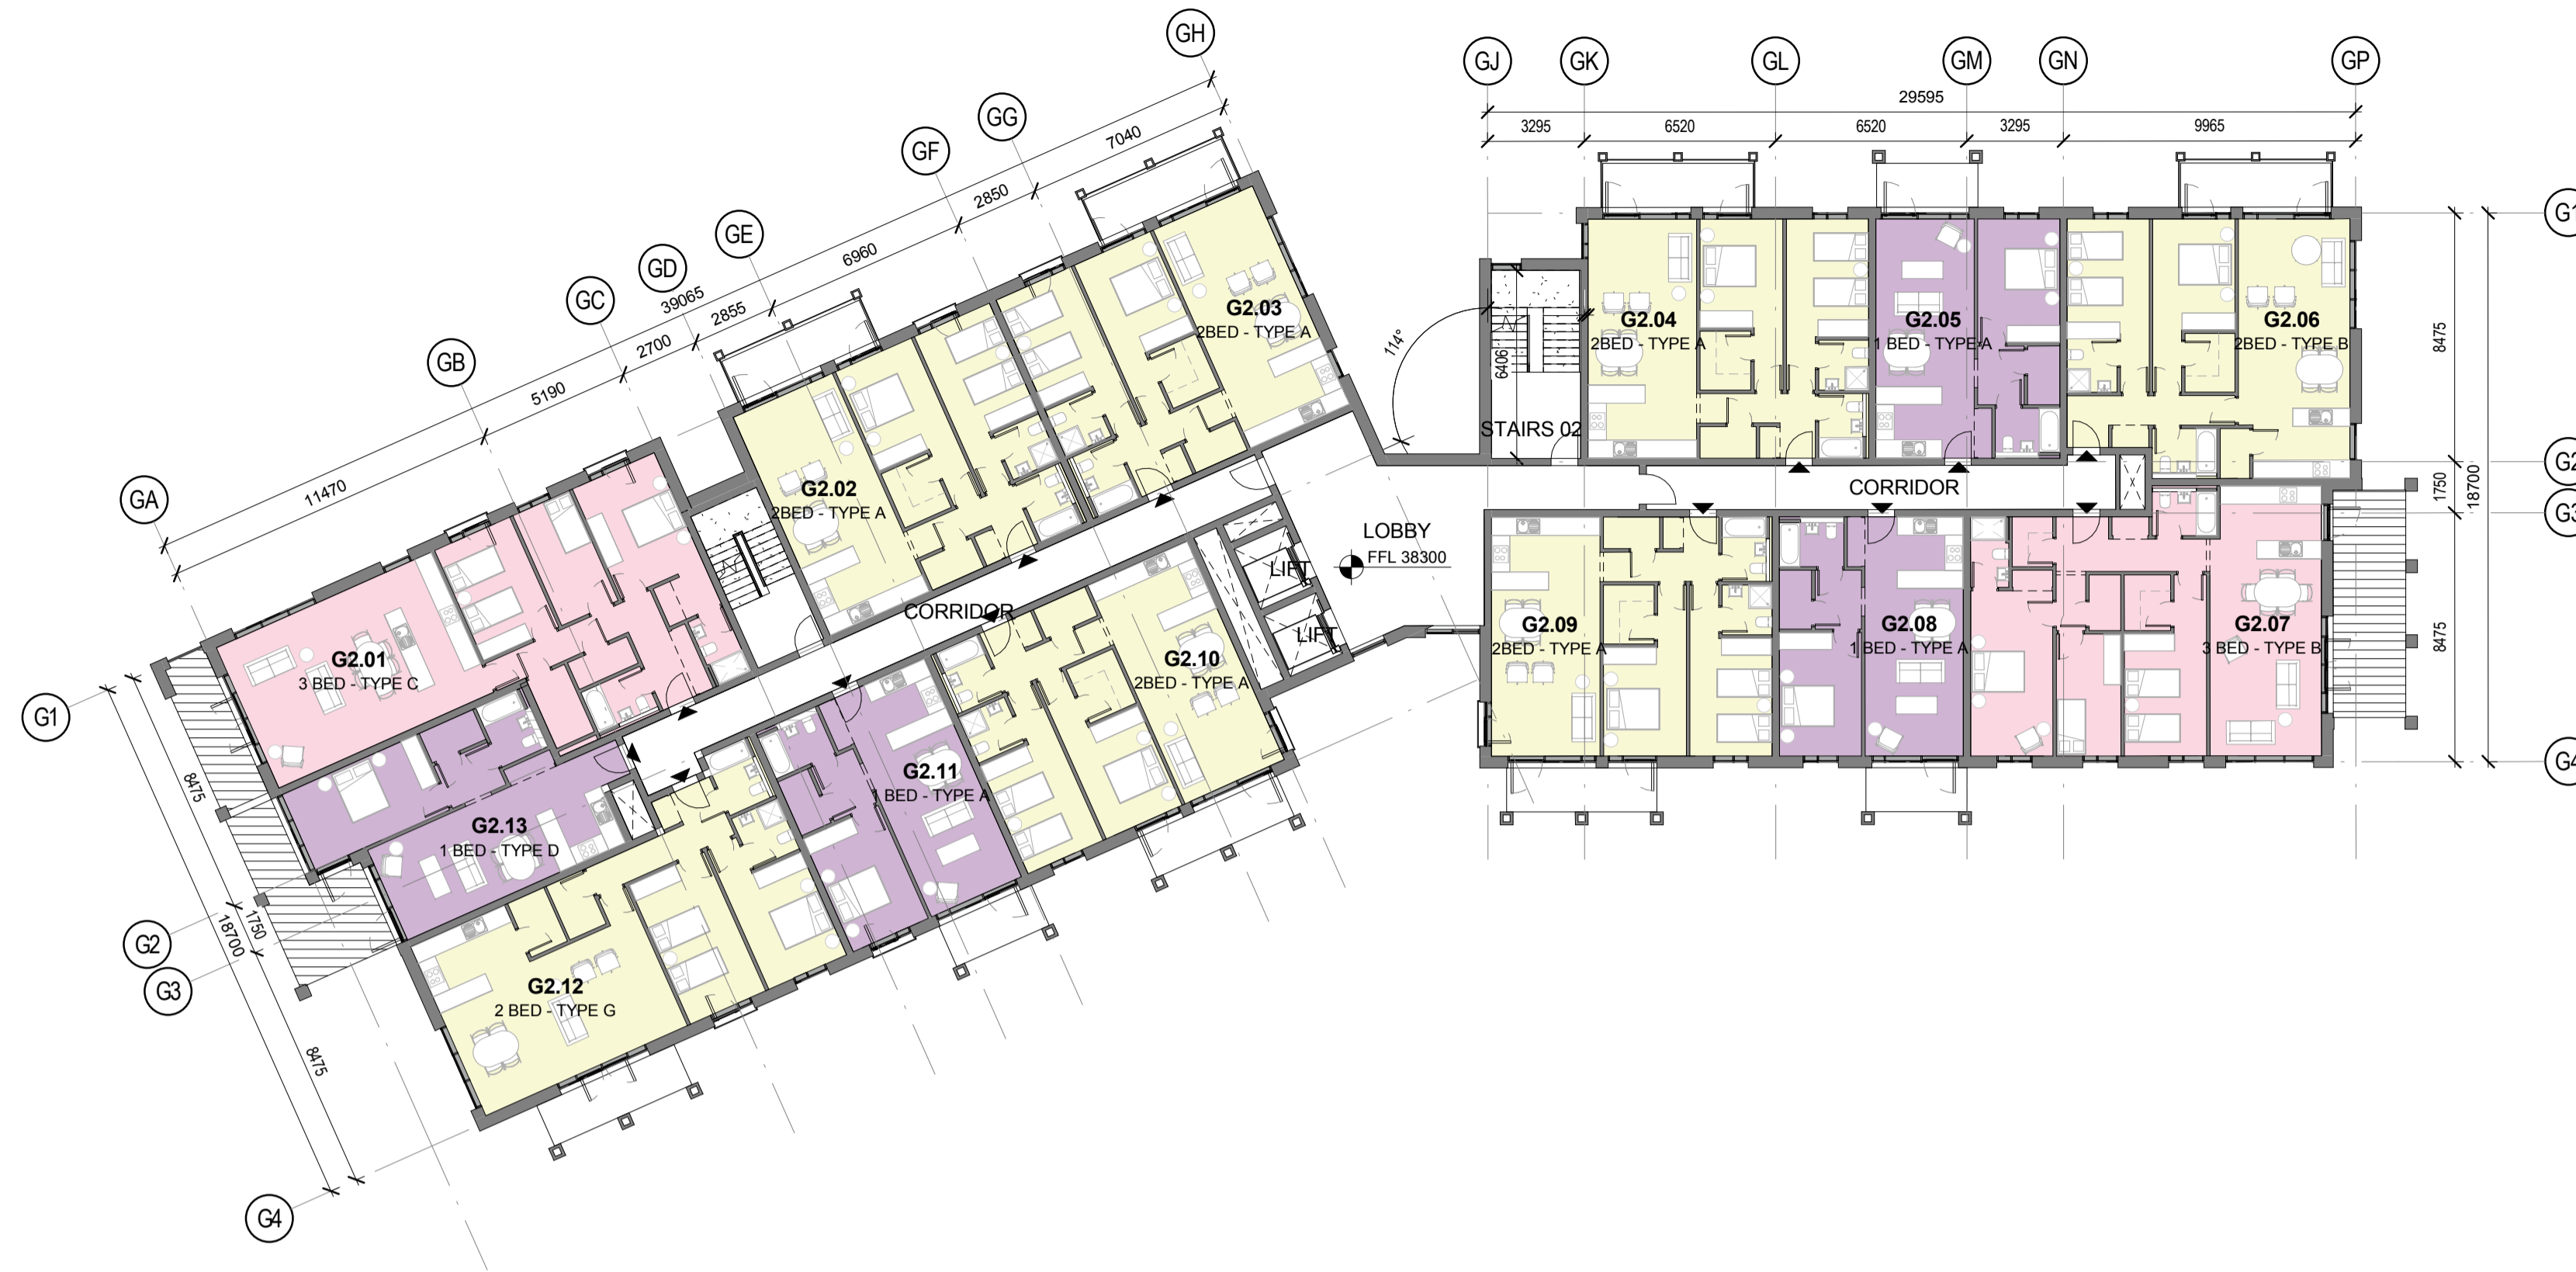 GH
GG
GF
GE
GD
GC
GB
GA
GJ
GK
GL
GM
GN
GP
29595
3295
6520
6520
3295
9965
7040
2850
6960
39065
2855
2700
5190
11470
G2.03
2BED - TYPE A
G2.02
2BED - TYPE A
G2.01
3 BED - TYPE C
114°
6406
STAIRS 02
G2.04
2BED - TYPE A
G2.05
1 BED - TYPE A
G2.06
2BED - TYPE B
8475
1750
18700
8475
CORRIDOR
LOBBY
FFL 38300
LIFT
LIFT
CORRIDOR
G2.09
2BED - TYPE A
G2.08
1 BED - TYPE A
G2.07
3 BED - TYPE B
G2.10
2BED - TYPE A
G2.11
1 BED - TYPE A
G2.13
1 BED - TYPE D
G2.12
2 BED - TYPE G
G1
8475
1750
18700
8475
G2
G3
G4
G2
G3
G4